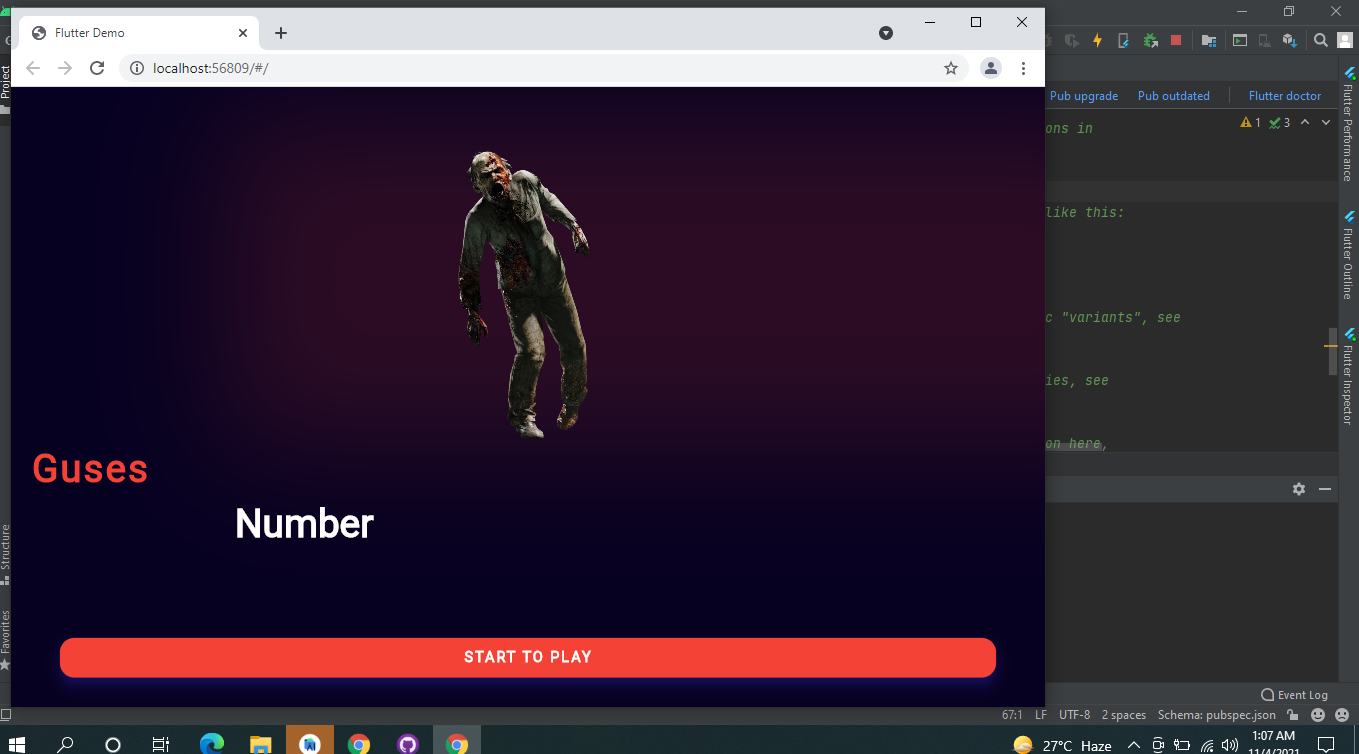 Flutter Demo
localhost:56809/#/
Pub upgrade Pub outdated Flutter doctor
ons in
1 3
like this:
c "variants", see
ies, see
on here,
Guses
Number
START TO PLAY
Project
Structure
Favorites
Flutter Performance
Flutter Outline
Flutter Inspector
Event Log
67:1 LF UTF-8 2 spaces Schema: pubspec.json
27°C Haze
1:07 AM
11/4/2021